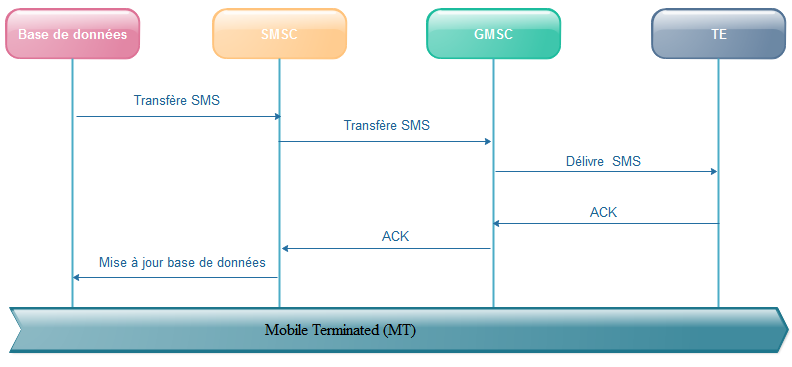 Base de données
SMSC
GMSC
TE
Transfère SMS
Transfère SMS
Délivre SMS
ACK
ACK
Mise à jour base de données
Mobile Terminated (MT)